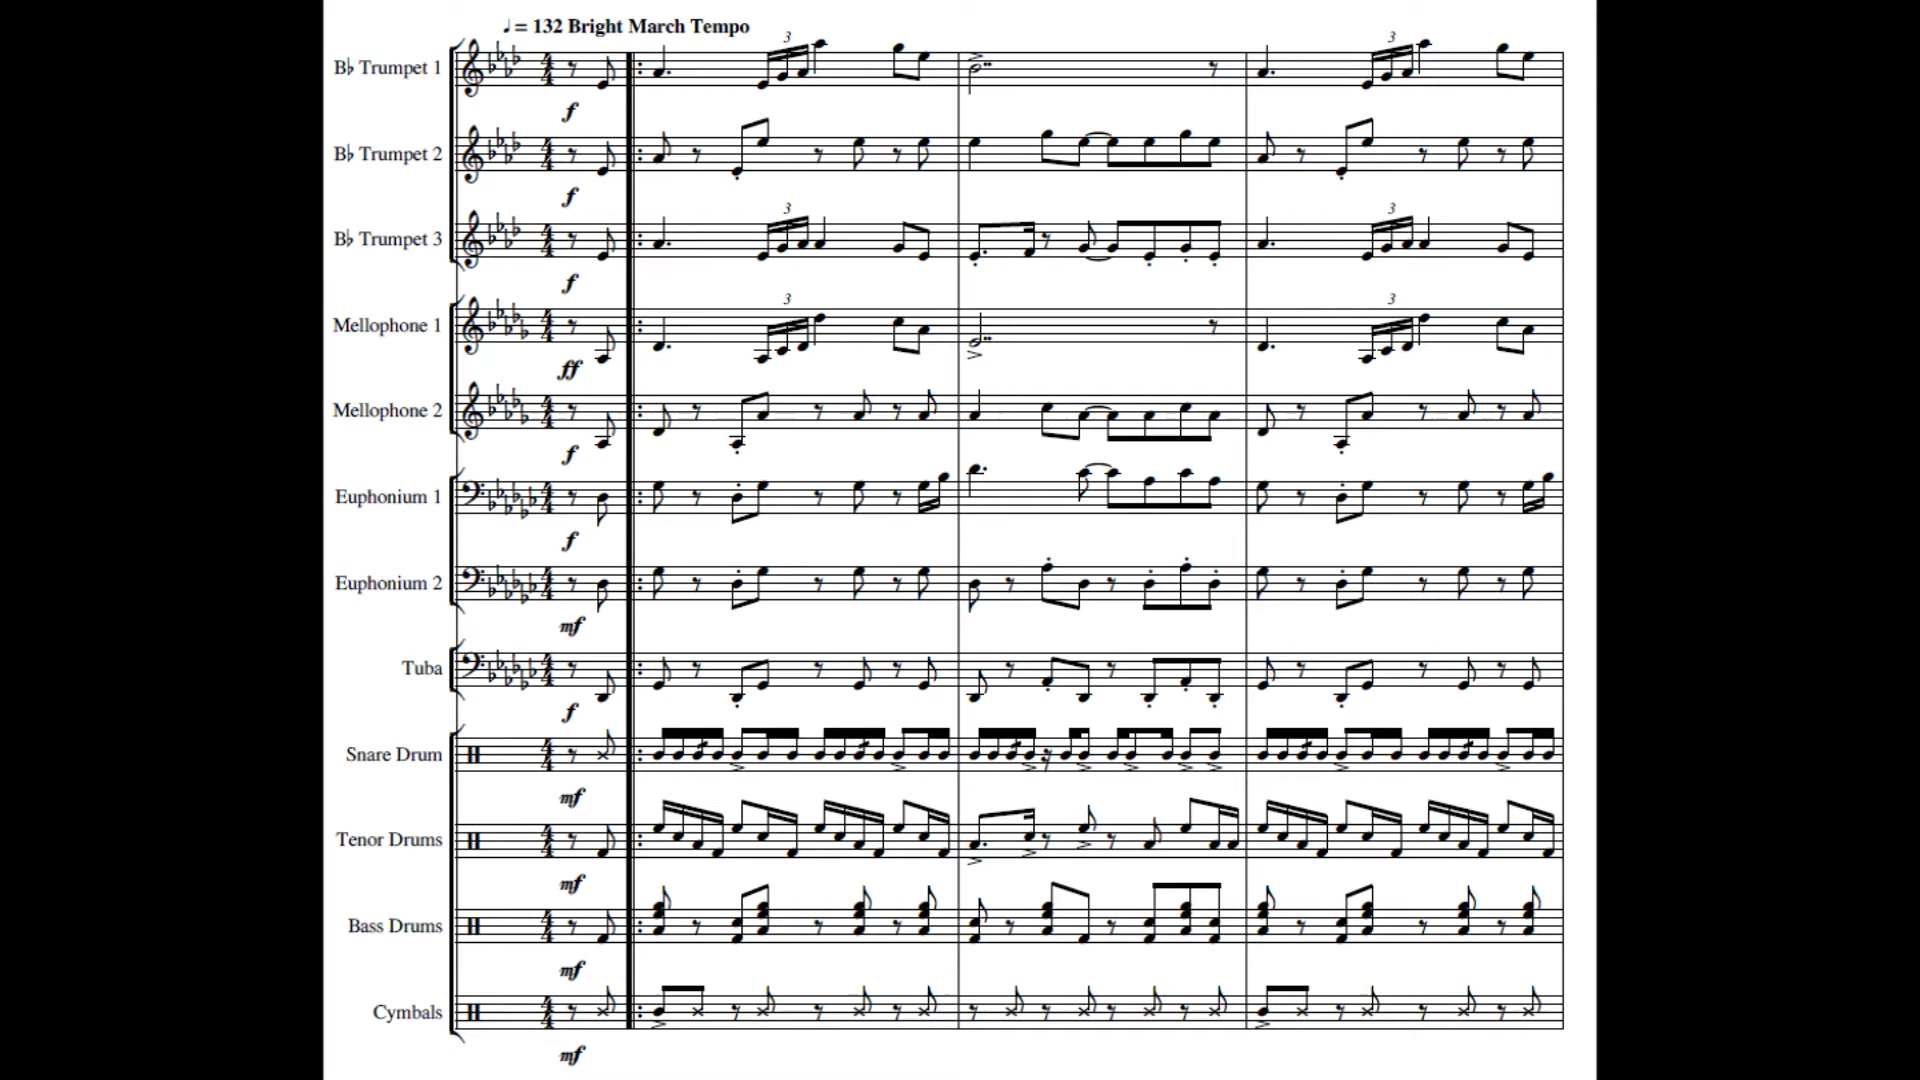 ♩= 132 Bright March Tempo
B♭ Trumpet 1
3
3
f
B♭ Trumpet 2
f
B♭ Trumpet 3
3
3
f
Mellophone 1
3
3
ff
Mellophone 2
f
Euphonium 1
f
Euphonium 2
mf
Tuba
f
Snare Drum
mf
Tenor Drums
mf
Bass Drums
mf
Cymbals
mf